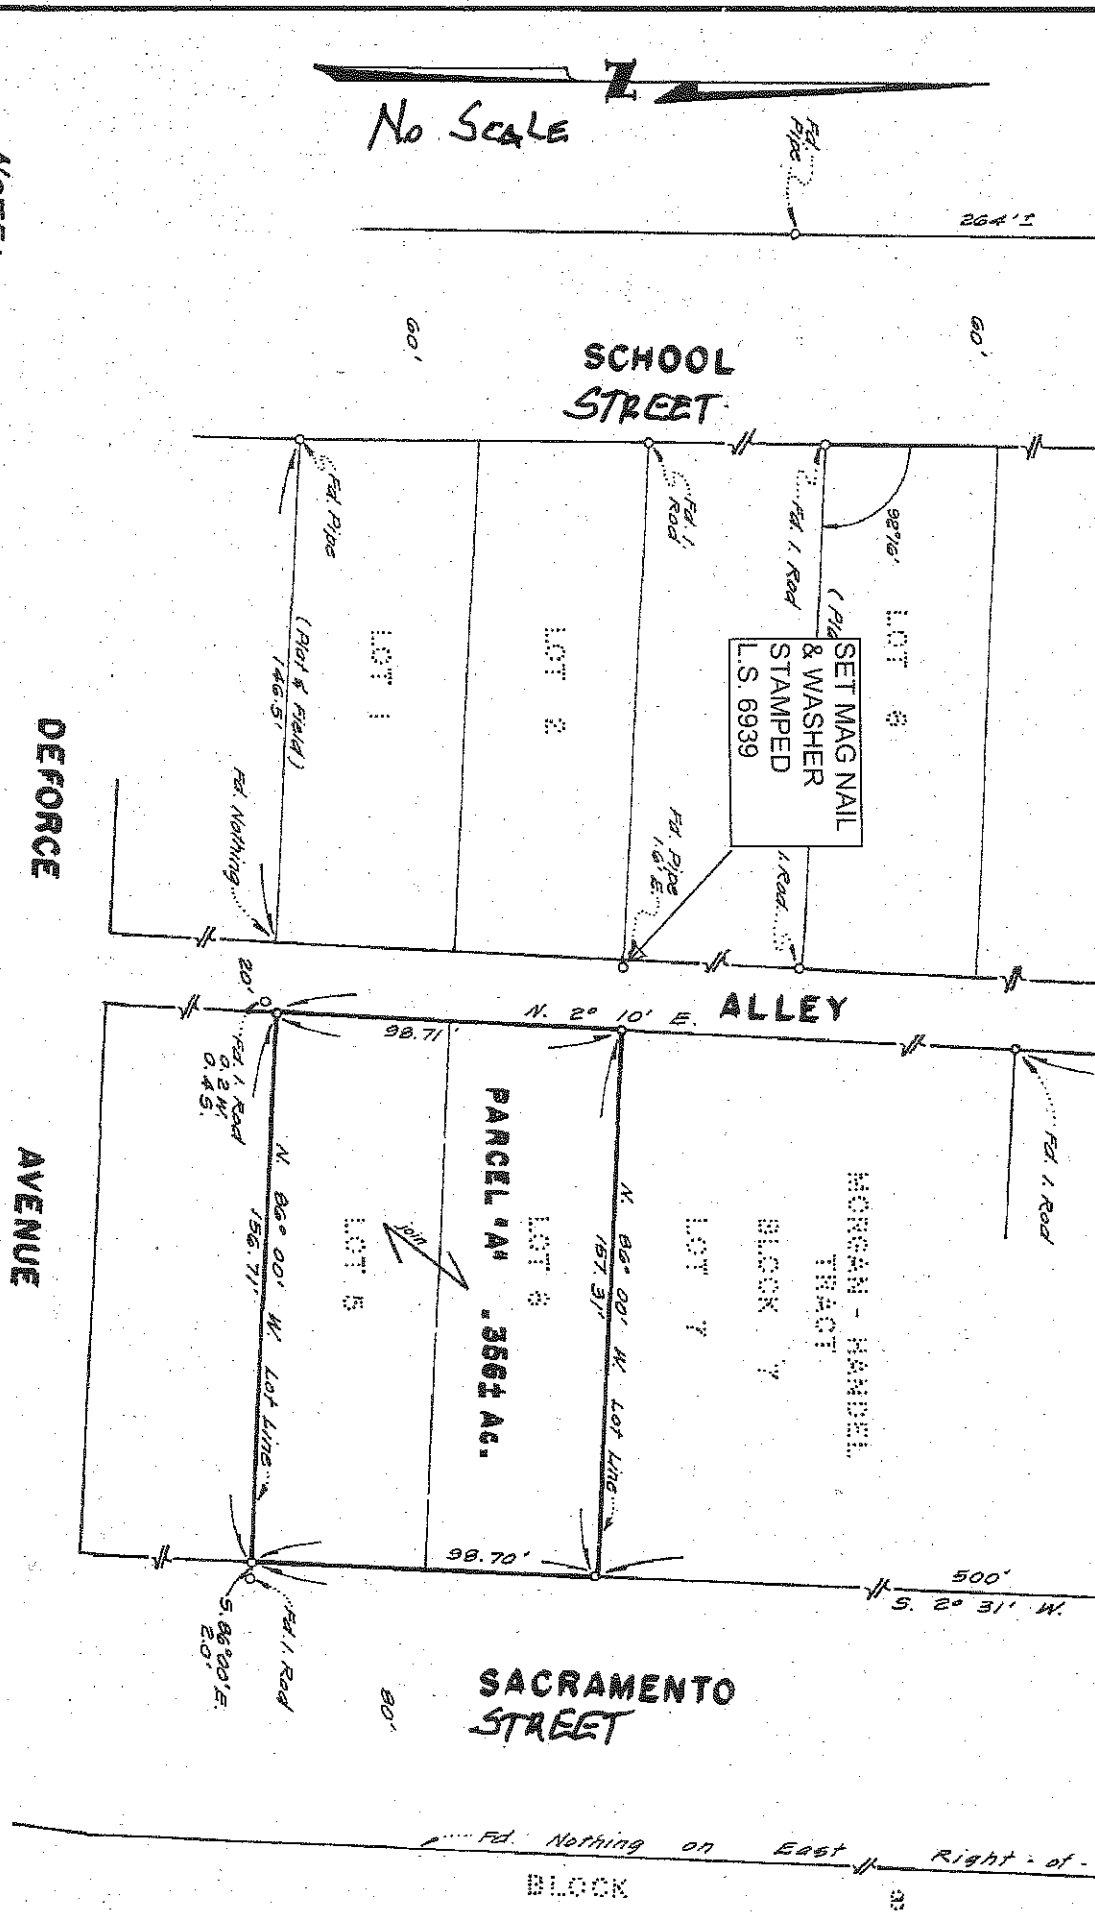 N
No SCALE
Fd.
Pipe
264'±
60'
60'
SCHOOL
STREET
Fd. Pipe
Fd. I.
Rod
Fd. I. Rod
92°16'
LOT 1
LOT 2
(Plat & Field)
146.5'
SET MAG NAIL
& WASHER
STAMPED
L.S. 6939
I. Rod
Fd. Pipe
1.6' E.
Fd. Nothing
DEFORCE
AVENUE
ALLEY
20'
Fd. I. Rod
0.2 W.
0.4 S.
98.71'
N. 2° 10' E.
Fd. I. Rod
PARCEL "A" .356± AC.
join
LOT 5
LOT 6
LOT 7
BLOCK 7
MORGAN - HANDEL
TRACT
N. 86° 00' W. Lot Line
156.71'
N. 86° 00' W. Lot Line
157.31'
98.70'
500'
S. 2° 31' W.
Fd. I. Rod
S. 86°00' E.
2.0'
80'
SACRAMENTO
STREET
Fd. Nothing on East Right-of-
BLOCK